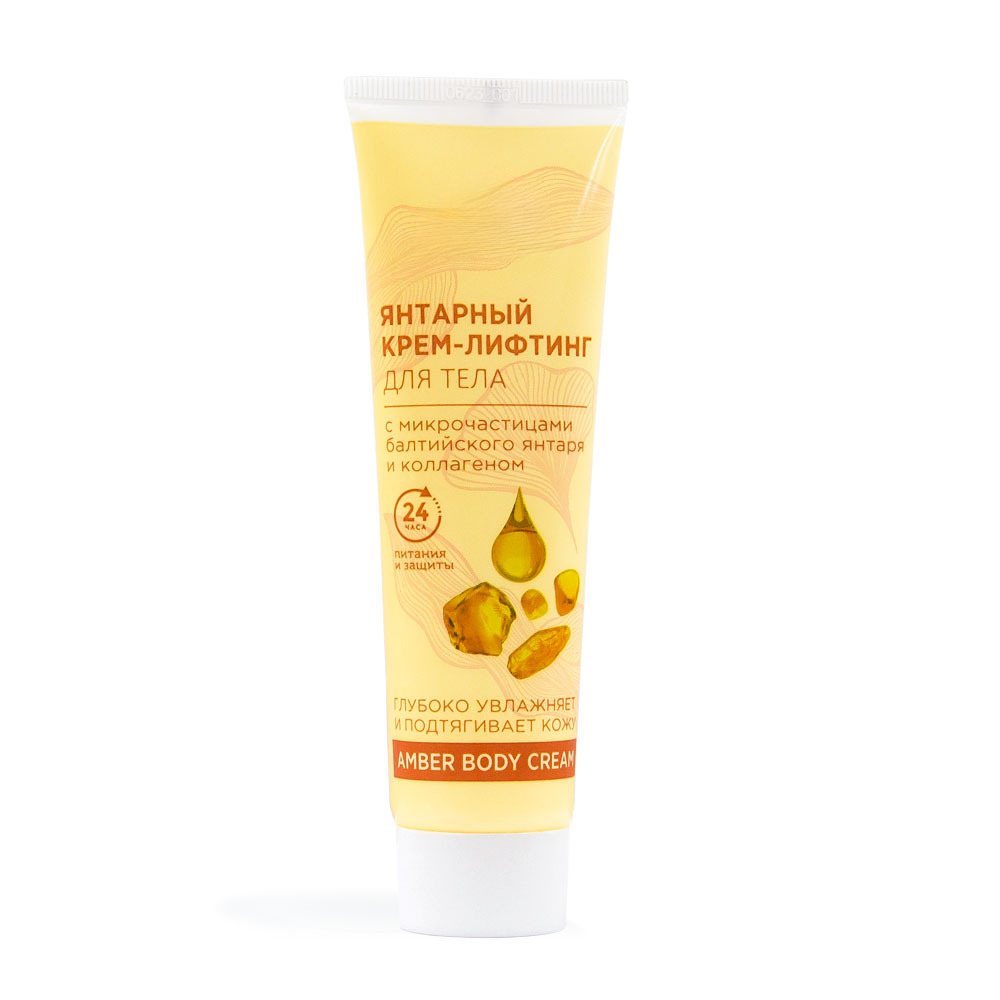 ЯНТАРНЫЙ
КРЕМ-ЛИФТИНГ
ДЛЯ ТЕЛА
с микрочастицами
балтийского янтаря
и коллагеном
24
ЧАСА
питания
и защиты
ГЛУБОКО УВЛАЖНЯЕТ
И ПОДТЯГИВАЕТ КОЖУ
AMBER BODY CREAM